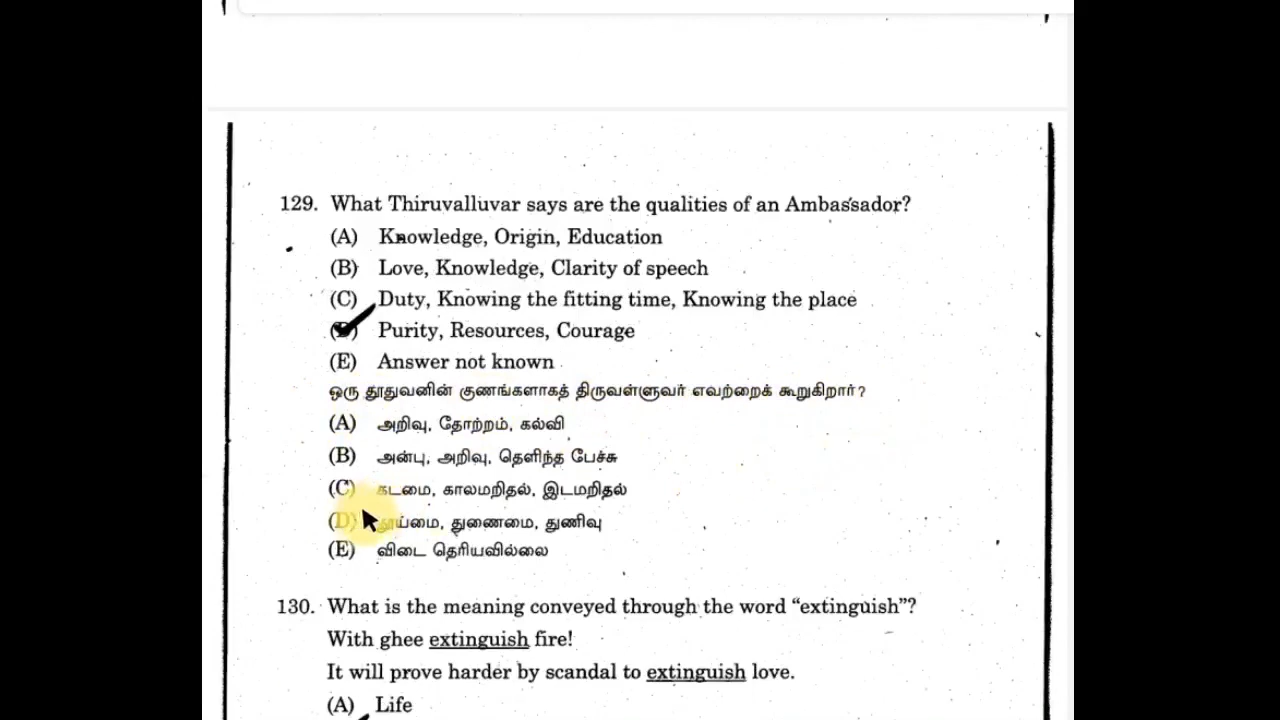 129. What Thiruvalluvar says are the qualities of an Ambassador?
(A) Knowledge, Origin, Education
(B) Love, Knowledge, Clarity of speech
(C) Duty, Knowing the fitting time, Knowing the place
(D) Purity, Resources, Courage
(E) Answer not known
ஒரு தூதுவனின் குணங்களாகத் திருவள்ளுவர் எவற்றைக் கூறுகிறார்?
(A) அறிவு, தோற்றம், கல்வி
(B) அன்பு, அறிவு, தெளிந்த பேச்சு
(C) கடமை, காலமறிதல், இடமறிதல்
(D) தூய்மை, துணைமை, துணிவு
(E) விடை தெரியவில்லை
130. What is the meaning conveyed through the word “extinguish”?
With ghee extinguish fire!
It will prove harder by scandal to extinguish love.
(A) Life